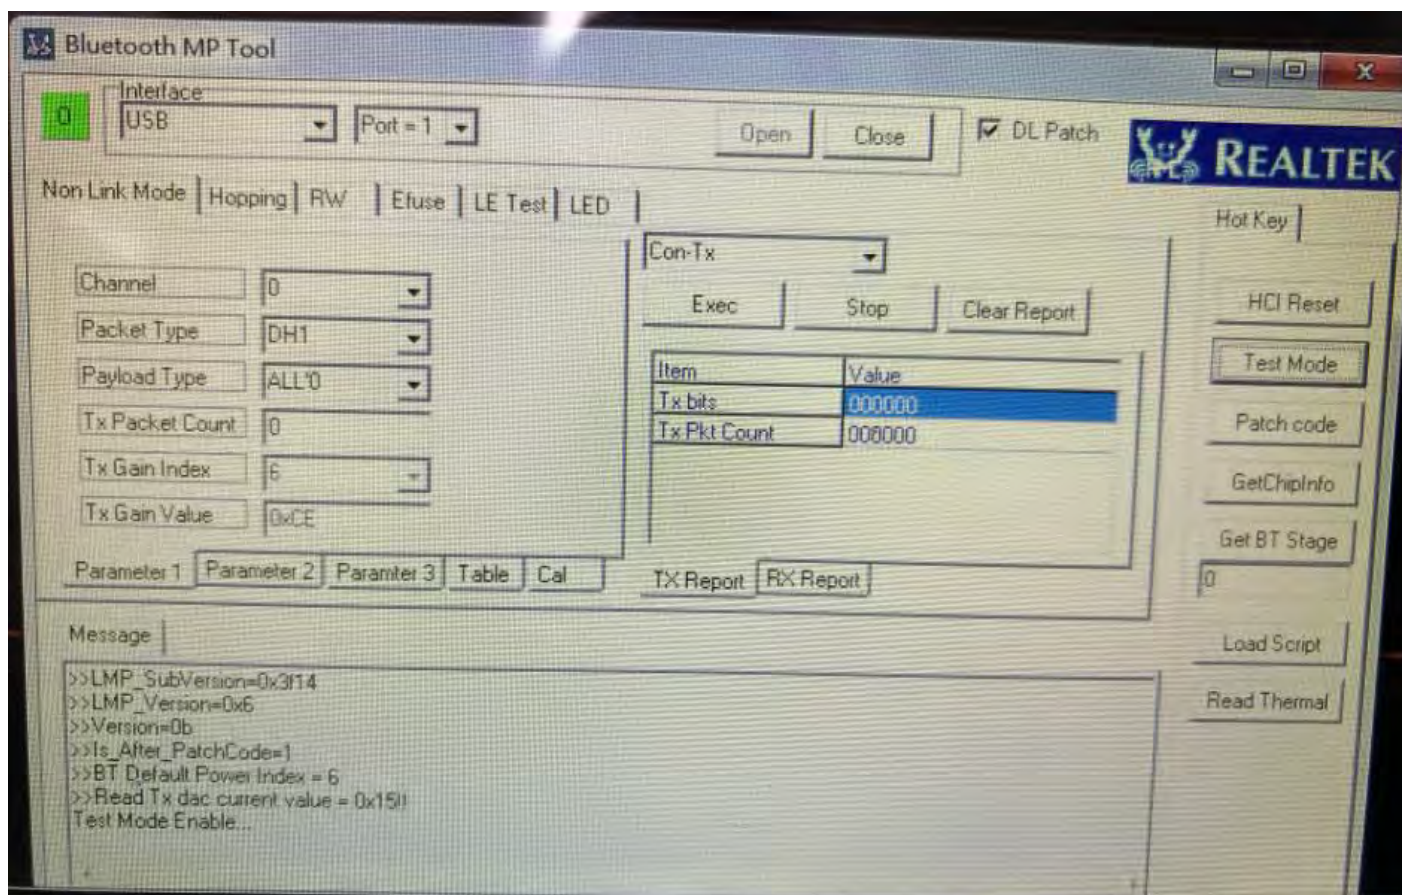 Bluetooth MP Tool
0
Interface
USB
Port = 1
Open
Close
DL Patch
REALTEK
Non Link Mode
Hopping
RW
Efuse
LE Test
LED
Hot Key
Channel
0
Packet Type
DH1
Payload Type
ALL'0
Tx Packet Count
0
Tx Gain Index
6
Tx Gain Value
0xCE
Parameter 1
Parameter 2
Paramter 3
Table
Cal
Con-Tx
Exec
Stop
Clear Report
Item Value
Tx bits 000000
Tx Pkt Count 000000
TX Report
RX Report
HCI Reset
Test Mode
Patch code
GetChipInfo
Get BT Stage
0
Load Script
Read Thermal
Message
>>LMP_SubVersion=0x3f14
>>LMP_Version=0x6
>>Version=0b
>>Is_After_PatchCode=1
>>BT Default Power Index = 6
>>Read Tx dac current value = 0x15!!
Test Mode Enable...